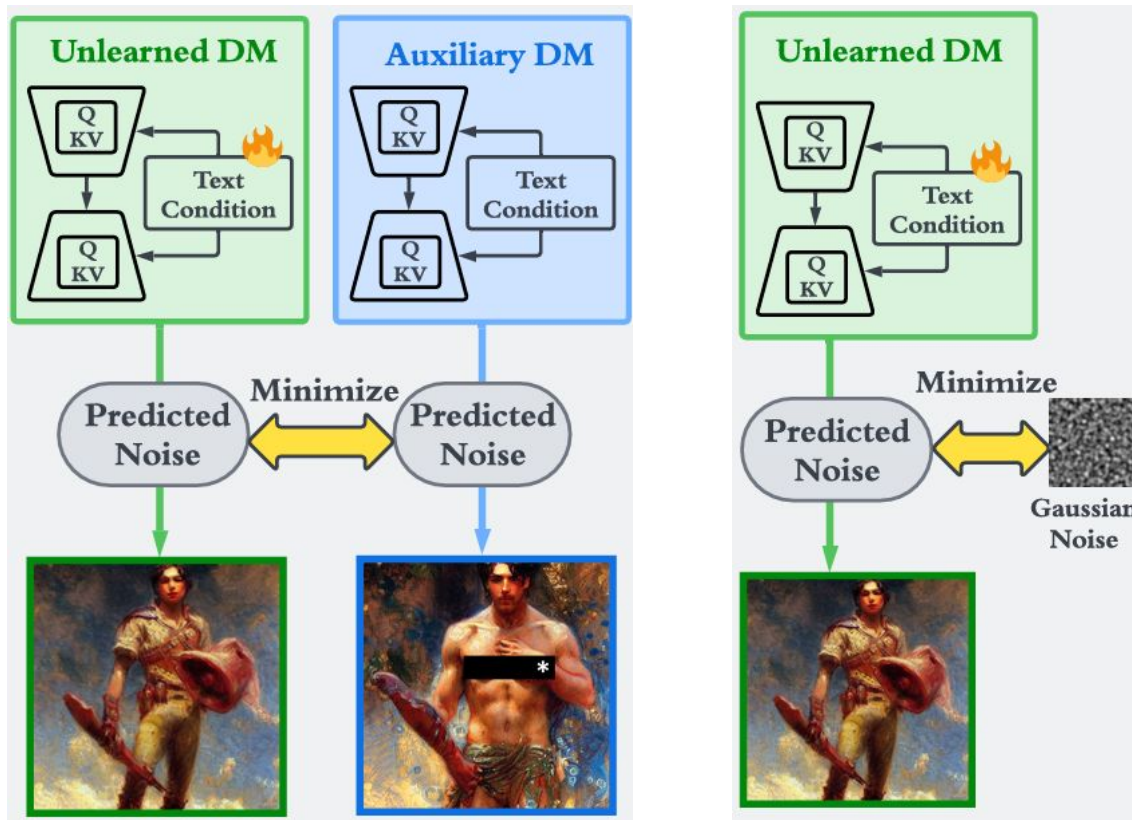 Unlearned DM
Q
KV
Text
Condition
Q
KV
Auxiliary DM
Q
KV
Text
Condition
Q
KV
Minimize
Predicted
Noise
Predicted
Noise
*
Unlearned DM
Q
KV
Text
Condition
Q
KV
Minimize
Predicted
Noise
Gaussian
Noise